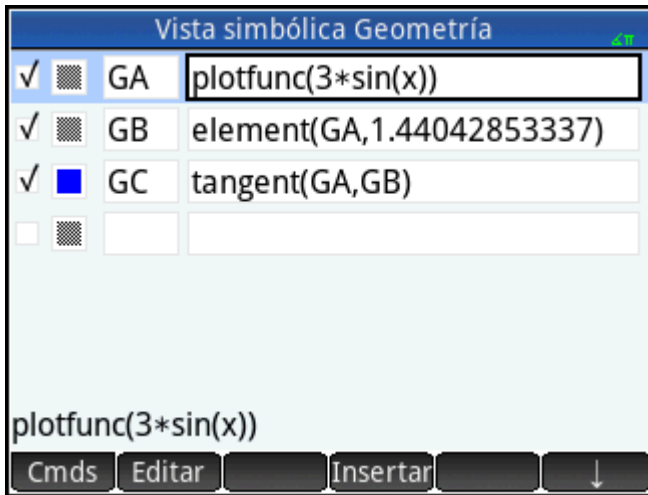 Vista simbólica Geometría ∡π
√ GA plotfunc(3*sin(x))
√ GB element(GA,1.44042853337)
√ GC tangent(GA,GB)
plotfunc(3*sin(x))
Cmds Editar Insertar ↓